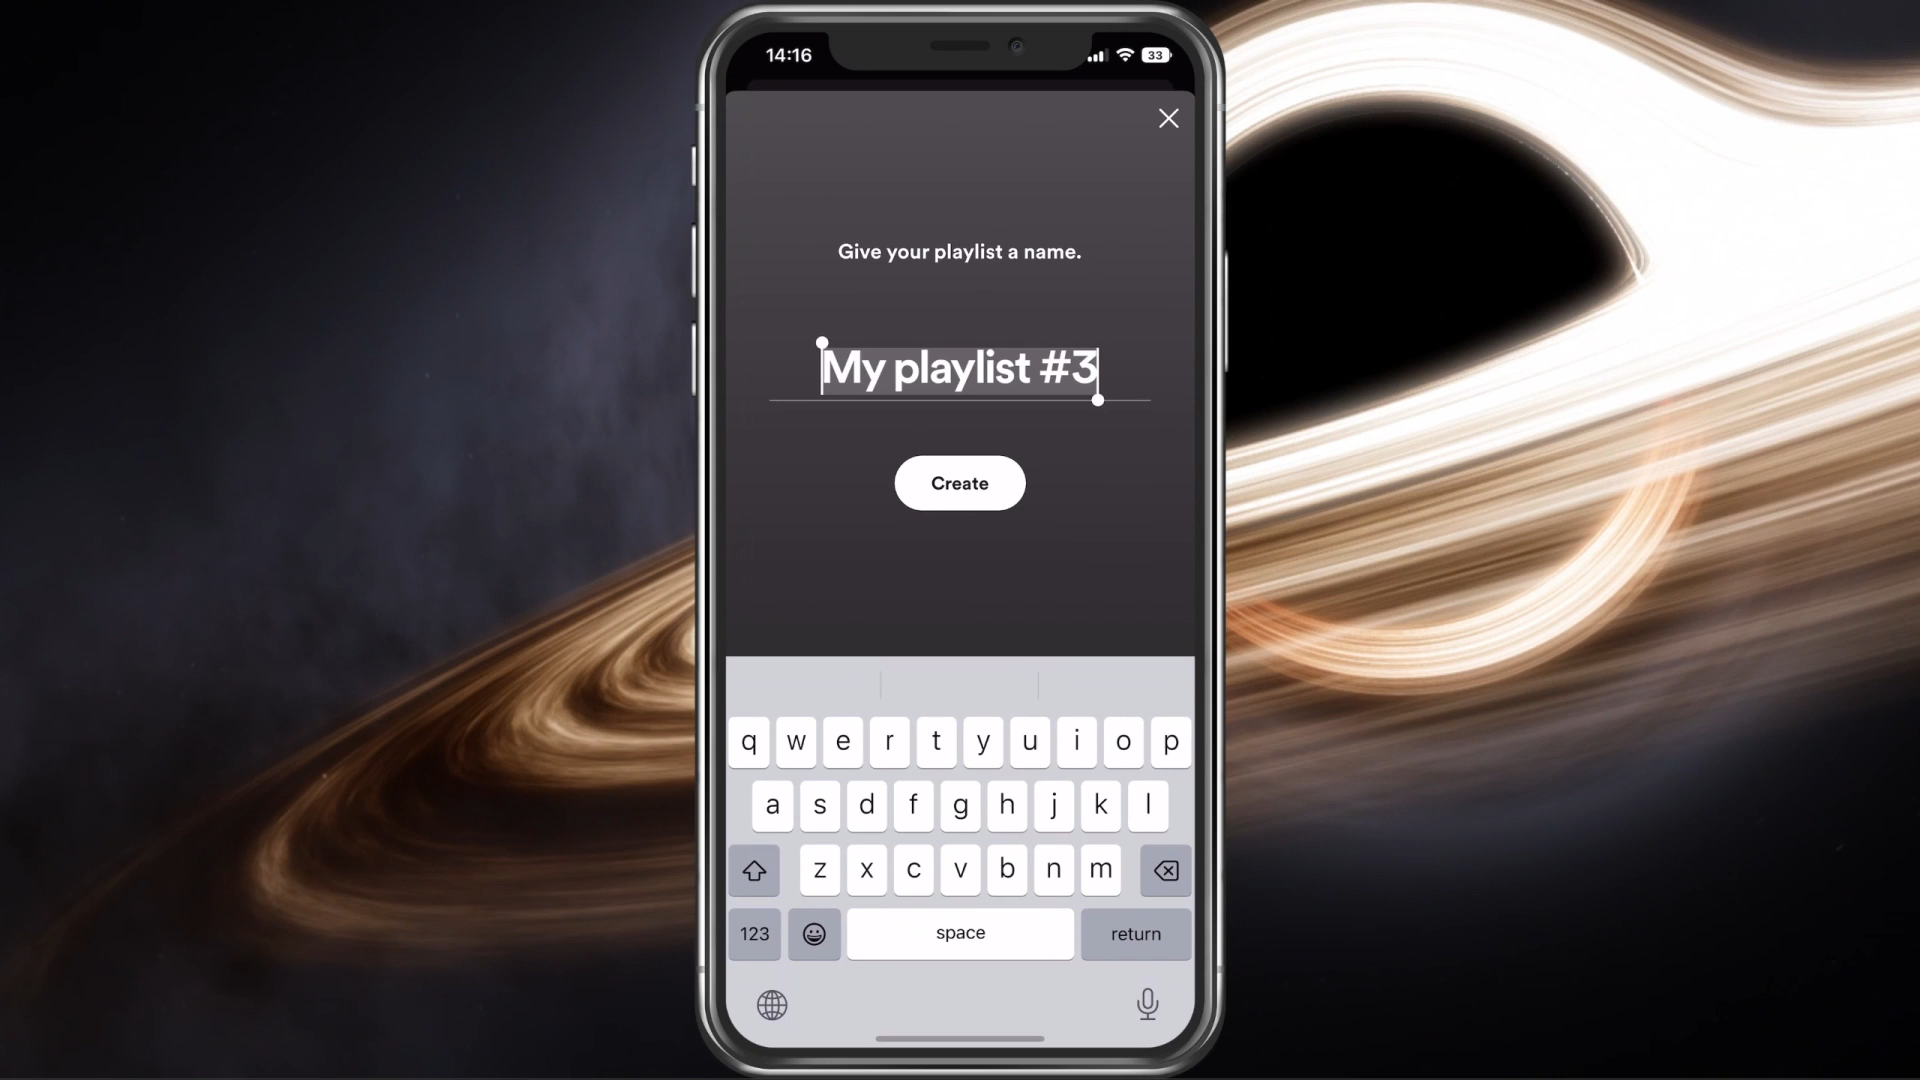 14:16
33
Give your playlist a name.
My playlist #3
Create
q w e r t y u i o p
a s d f g h j k l
z x c v b n m
123 space return